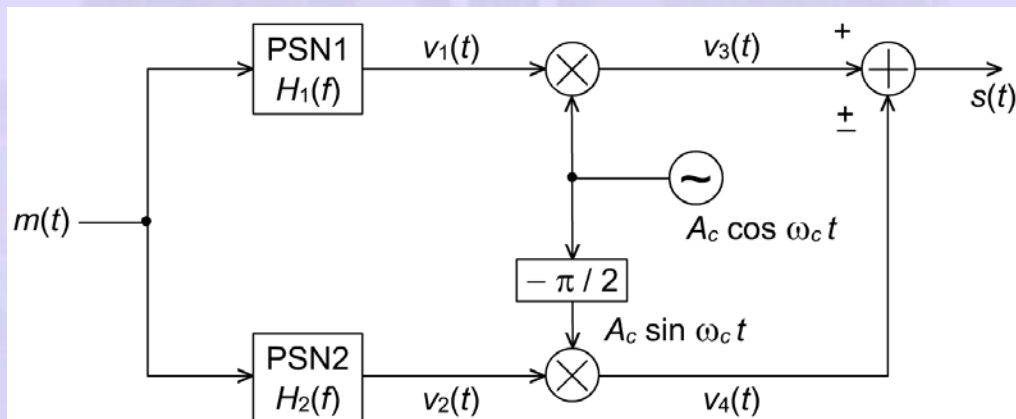 PSN1
H₁(f)
v₁(t)
v₃(t)
+
s(t)
±
~
m(t)
A꜀ cos ω꜀ t
– π / 2
A꜀ sin ω꜀ t
PSN2
H₂(f)
v₂(t)
v₄(t)